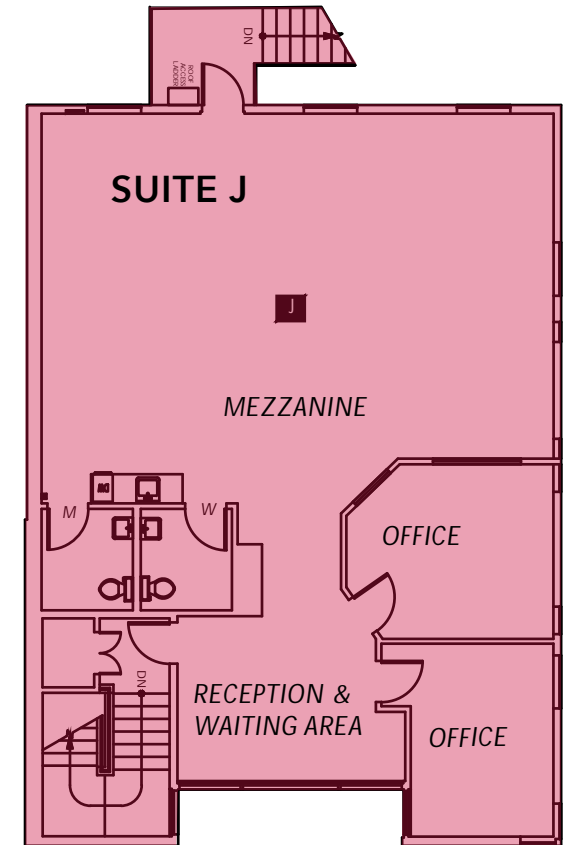 DN
ROOF
ACCESS
LADDER
SUITE J
J
MEZZANINE
M
W
OFFICE
DN
RECEPTION &
WAITING AREA
OFFICE